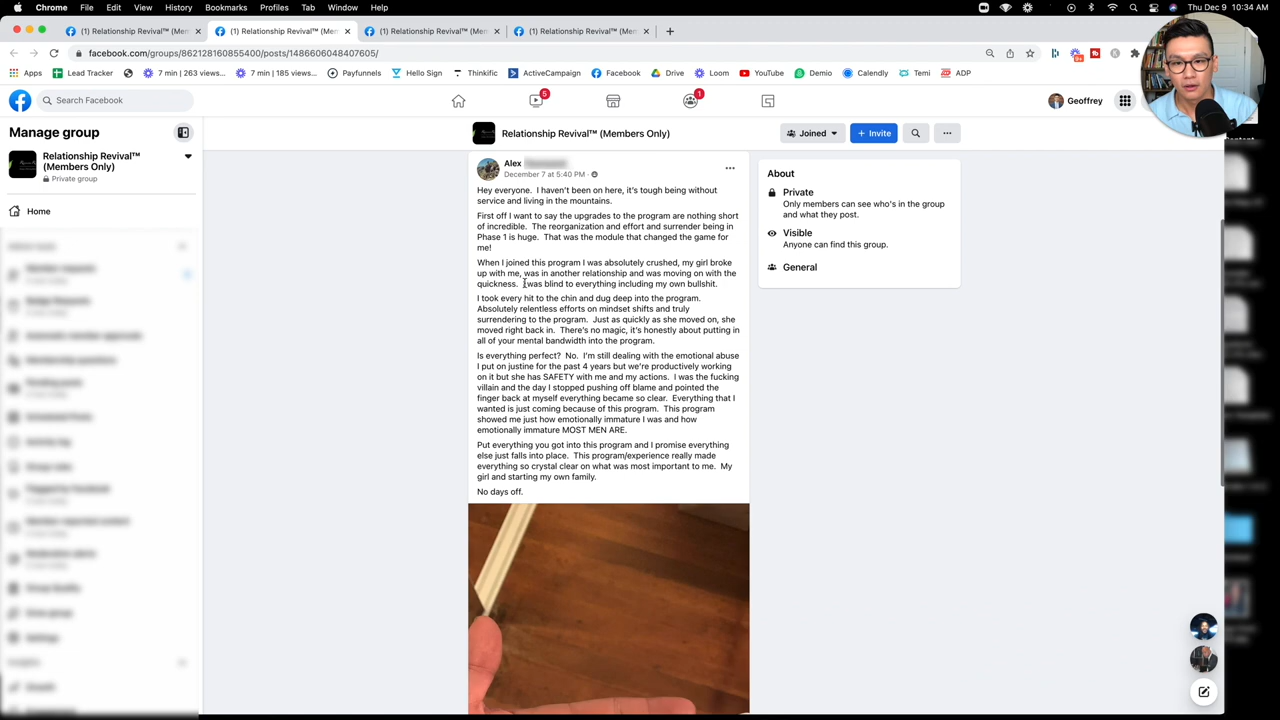 Chrome File Edit View History Bookmarks Profiles Tab Window Help Thu Dec 9 10:34 AM
(1) Relationship Revival™ (Mem (1) Relationship Revival™ (Mem (1) Relationship Revival™ (Mem (1) Relationship Revival™ (Mem
facebook.com/groups/862128160855400/posts/1486606048407605/
Apps Lead Tracker 7 min | 263 views... 7 min | 185 views... Payfunnels Hello Sign Thinkific ActiveCampaign Facebook Drive Loom YouTube Demio Calendly Temi ADP
Search Facebook 5 1 Geoffrey
Manage group
Relationship Revival™
(Members Only)
Private group
Home
Relationship Revival™ (Members Only) Joined + Invite
Alex
December 7 at 5:40 PM
Hey everyone. I haven't been on here, it's tough being without
service and living in the mountains.
First off I want to say the upgrades to the program are nothing short
of incredible. The reorganization and effort and surrender being in
Phase 1 is huge. That was the module that changed the game for
me!
When I joined this program I was absolutely crushed, my girl broke
up with me, was in another relationship and was moving on with the
quickness. I was blind to everything including my own bullshit.
I took every hit to the chin and dug deep into the program.
Absolutely relentless efforts on mindset shifts and truly
surrendering to the program. Just as quickly as she moved on, she
moved right back in. There's no magic, it's honestly about putting in
all of your mental bandwidth into the program.
Is everything perfect? No. I'm still dealing with the emotional abuse
I put on justine for the past 4 years but we're productively working
on it but she has SAFETY with me and my actions. I was the fucking
villain and the day I stopped pushing off blame and pointed the
finger back at myself everything became so clear. Everything that I
wanted is just coming because of this program. This program
showed me just how emotionally immature I was and how
emotionally immature MOST MEN ARE.
Put everything you got into this program and I promise everything
else just falls into place. This program/experience really made
everything so crystal clear on what was most important to me. My
girl and starting my own family.
No days off.
About
Private
Only members can see who's in the group
and what they post.
Visible
Anyone can find this group.
General